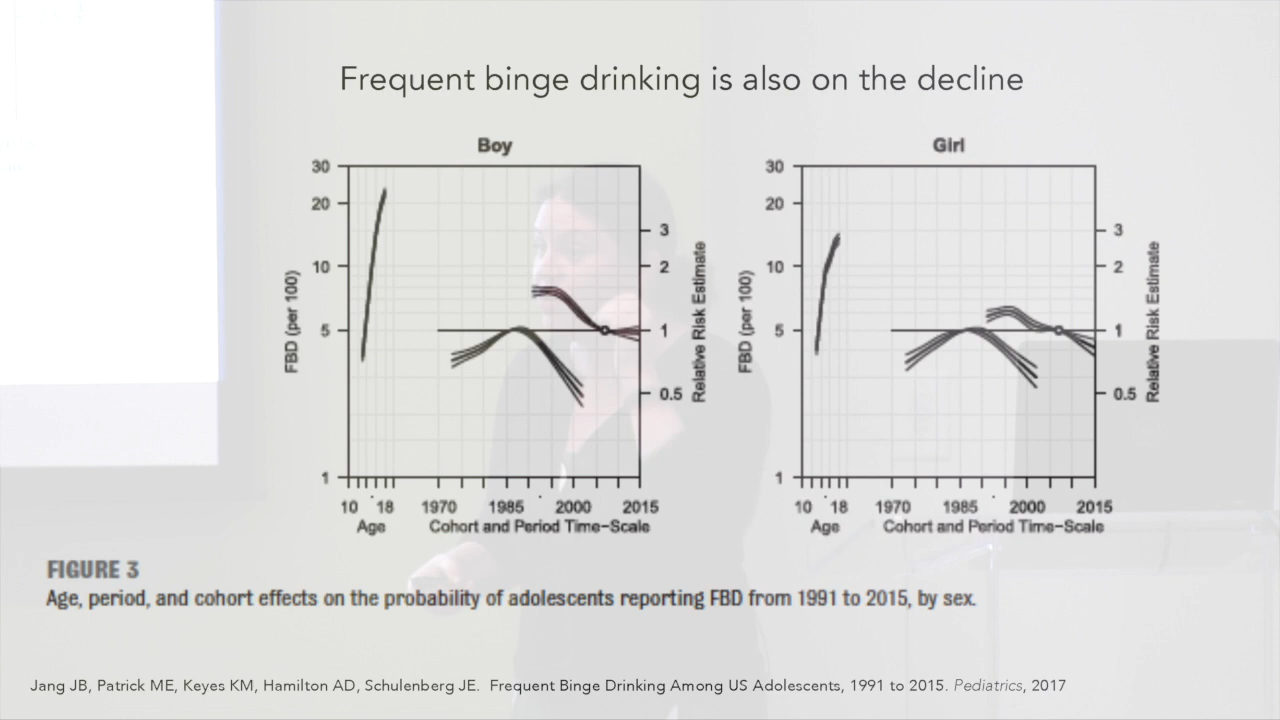 Frequent binge drinking is also on the decline
Boy
30
20
10
5
1
FBD (per 100)
3
2
1
0.5
Relative Risk Estimate
10 18 1970 1985 2000 2015
Age Cohort and Period Time-Scale
Girl
30
20
10
5
1
FBD (per 100)
3
2
1
0.5
Relative Risk Estimate
10 18 1970 1985 2000 2015
Age Cohort and Period Time-Scale
FIGURE 3
Age, period, and cohort effects on the probability of adolescents reporting FBD from 1991 to 2015, by sex.
Jang JB, Patrick ME, Keyes KM, Hamilton AD, Schulenberg JE. Frequent Binge Drinking Among US Adolescents, 1991 to 2015. Pediatrics, 2017